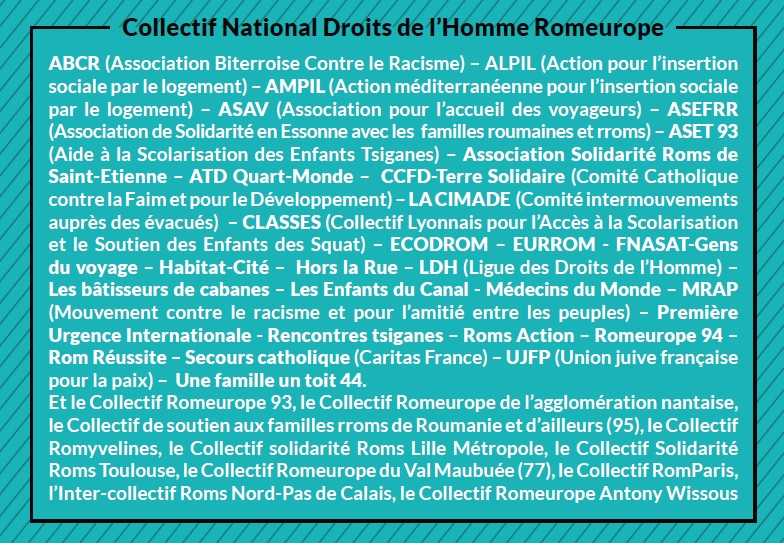 Collectif National Droits de l’Homme Romeurope
ABCR (Association Biterroise Contre le Racisme) – ALPIL (Action pour l’insertion
sociale par le logement) – AMPIL (Action méditerranéenne pour l’insertion sociale
par le logement) – ASAV (Association pour l’accueil des voyageurs) – ASEFRR
(Association de Solidarité en Essonne avec les familles roumaines et rroms) – ASET 93
(Aide à la Scolarisation des Enfants Tsiganes) – Association Solidarité Roms de
Saint-Etienne – ATD Quart-Monde – CCFD-Terre Solidaire (Comité Catholique
contre la Faim et pour le Développement) – LA CIMADE (Comité intermouvements
auprès des évacués) – CLASSES (Collectif Lyonnais pour l’Accès à la Scolarisation
et le Soutien des Enfants des Squat) – ECODROM – EURROM - FNASAT-Gens
du voyage – Habitat-Cité – Hors la Rue – LDH (Ligue des Droits de l’Homme) –
Les bâtisseurs de cabanes – Les Enfants du Canal - Médecins du Monde – MRAP
(Mouvement contre le racisme et pour l’amitié entre les peuples) – Première
Urgence Internationale - Rencontres tsiganes – Roms Action – Romeurope 94 –
Rom Réussite – Secours catholique (Caritas France) – UJFP (Union juive française
pour la paix) – Une famille un toit 44.
Et le Collectif Romeurope 93, le Collectif Romeurope de l’agglomération nantaise,
le Collectif de soutien aux familles rroms de Roumanie et d’ailleurs (95), le Collectif
Romyvelines, le Collectif solidarité Roms Lille Métropole, le Collectif Solidarité
Roms Toulouse, le Collectif Romeurope du Val Maubuée (77), le Collectif RomParis,
l’Inter-collectif Roms Nord-Pas de Calais, le Collectif Romeurope Antony Wissous